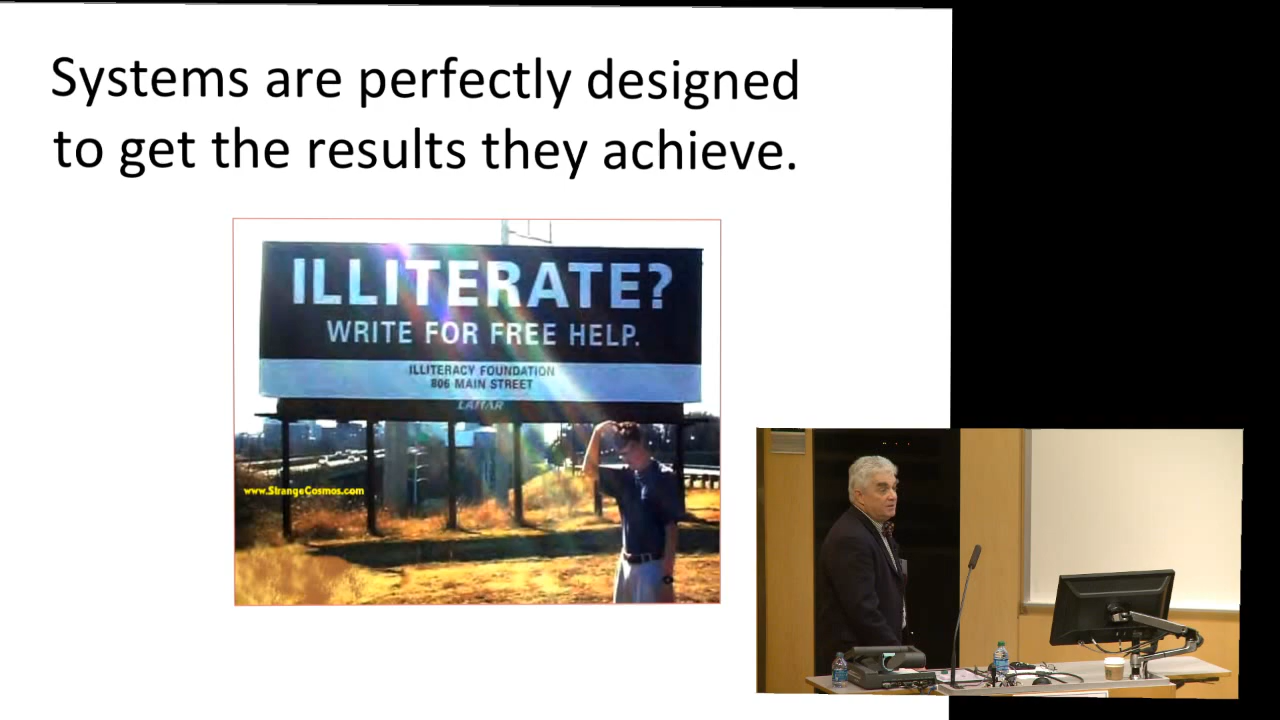 Systems are perfectly designed
to get the results they achieve.
ILLITERATE?
WRITE FOR FREE HELP.
ILLITERACY FOUNDATION
806 MAIN STREET
LAMAR
www.StrangeCosmos.com